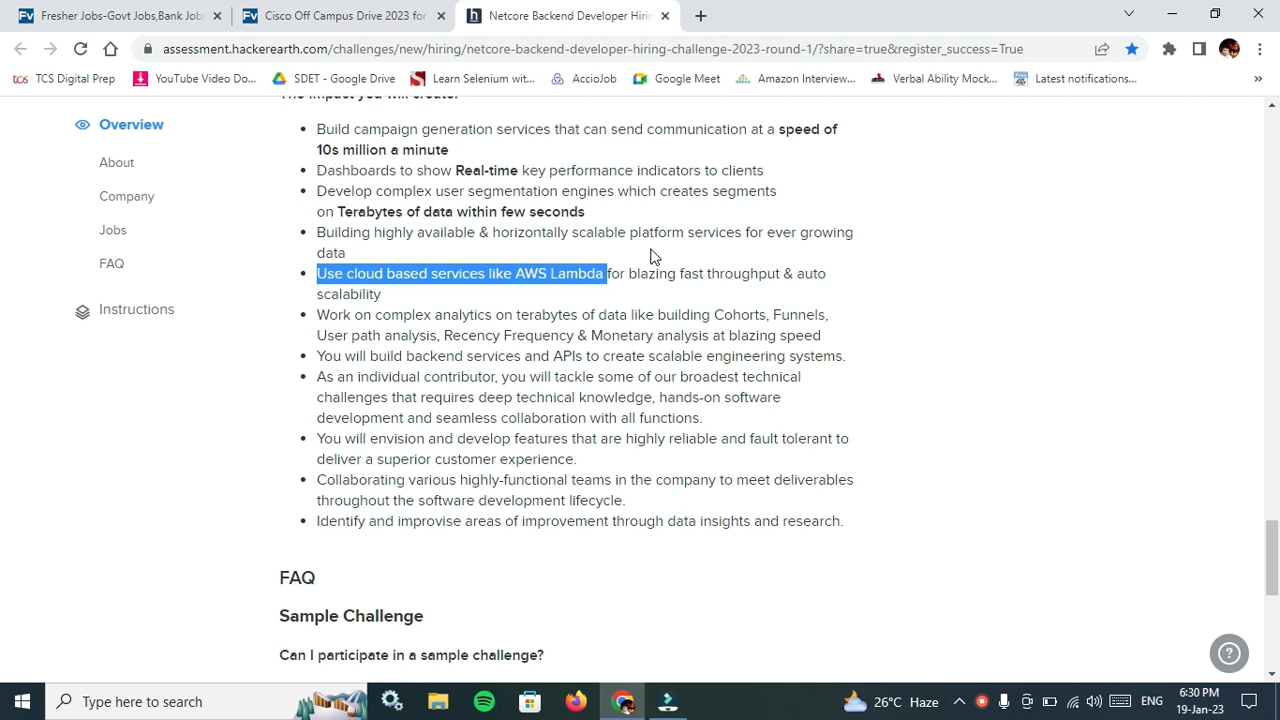 Fresher Jobs-Govt Jobs,Bank Jobs
Cisco Off Campus Drive 2023 for
Netcore Backend Developer Hirin
assessment.hackerearth.com/challenges/new/hiring/netcore-backend-developer-hiring-challenge-2023-round-1/?share=true&register_success=True
TCS Digital Prep
YouTube Video Do...
SDET - Google Drive
Learn Selenium wit...
AccioJob
Google Meet
Amazon Interview...
Verbal Ability Mock...
Latest notifications...
»
The impact you will create:
Overview
About
Company
Jobs
FAQ
Instructions
• Build campaign generation services that can send communication at a speed of
10s million a minute
• Dashboards to show Real-time key performance indicators to clients
• Develop complex user segmentation engines which creates segments
on Terabytes of data within few seconds
• Building highly available & horizontally scalable platform services for ever growing
data
• Use cloud based services like AWS Lambda for blazing fast throughput & auto
scalability
• Work on complex analytics on terabytes of data like building Cohorts, Funnels,
User path analysis, Recency Frequency & Monetary analysis at blazing speed
• You will build backend services and APIs to create scalable engineering systems.
• As an individual contributor, you will tackle some of our broadest technical
challenges that requires deep technical knowledge, hands-on software
development and seamless collaboration with all functions.
• You will envision and develop features that are highly reliable and fault tolerant to
deliver a superior customer experience.
• Collaborating various highly-functional teams in the company to meet deliverables
throughout the software development lifecycle.
• Identify and improvise areas of improvement through data insights and research.
FAQ
Sample Challenge
Can I participate in a sample challenge?
Type here to search
26°C Haze
ENG
6:30 PM
19-Jan-23